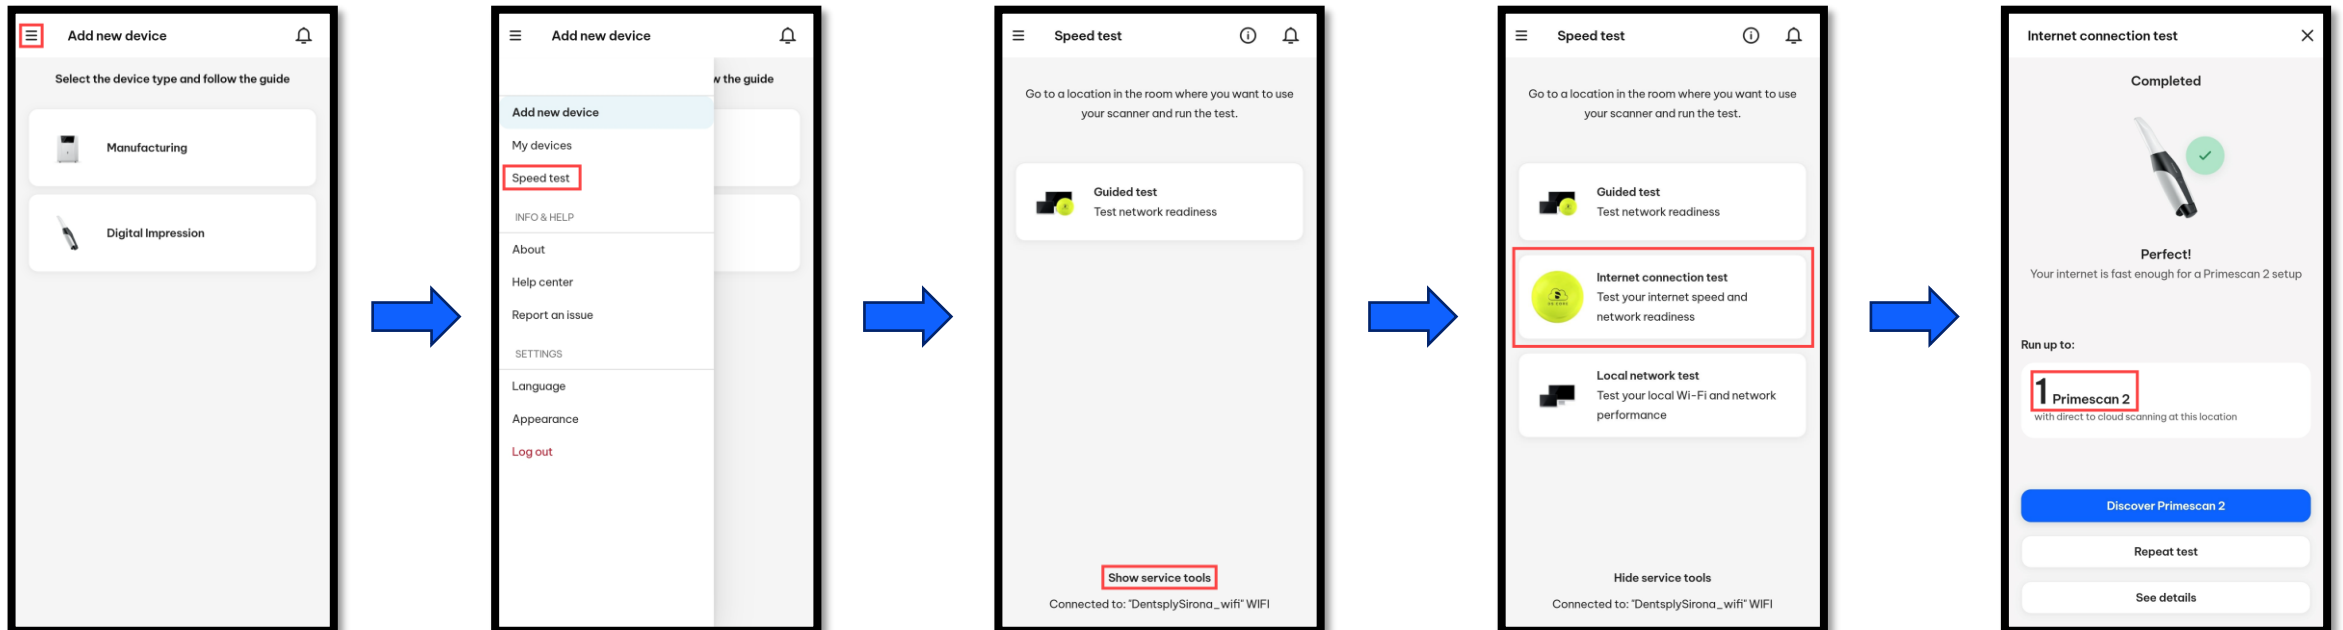 Add new device
Select the device type and follow the guide
Manufacturing
Digital Impression
Add new device
w the guide
Add new device
My devices
Speed test
INFO & HELP
About
Help center
Report an issue
SETTINGS
Language
Appearance
Log out
Speed test
Go to a location in the room where you want to use
your scanner and run the test.
Guided test
Test network readiness
Show service tools
Connected to: "DentsplySirona_wifi" WIFI
Speed test
Go to a location in the room where you want to use
your scanner and run the test.
Guided test
Test network readiness
Internet connection test
Test your internet speed and
network readiness
Local network test
Test your local Wi-Fi and network
performance
Hide service tools
Connected to: "DentsplySirona_wifi" WIFI
Internet connection test
Completed
Perfect!
Your internet is fast enough for a Primescan 2 setup
Run up to:
1 Primescan 2
with direct to cloud scanning at this location
Discover Primescan 2
Repeat test
See details